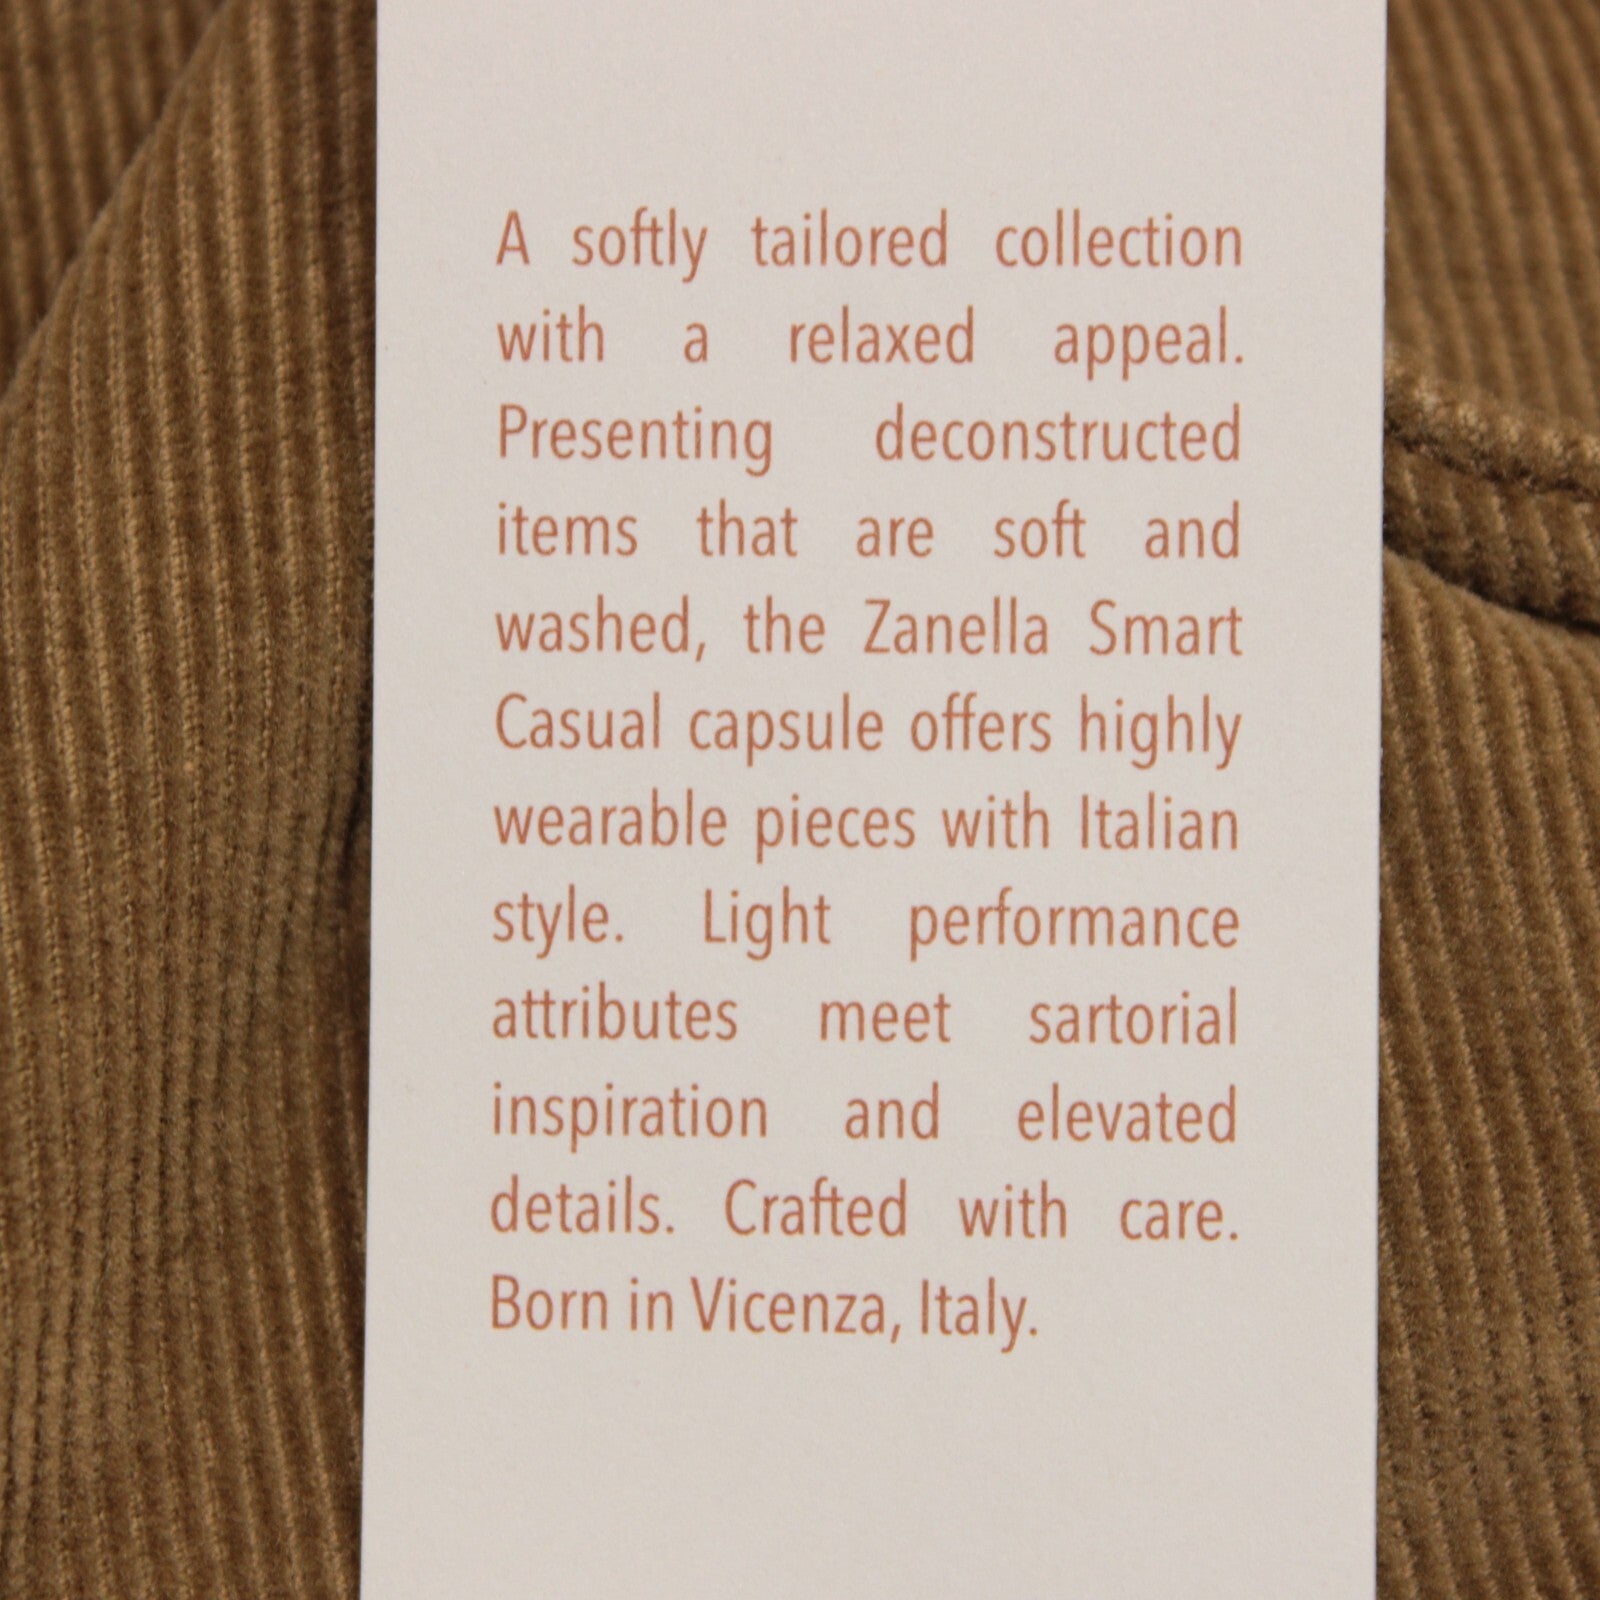 A softly tailored collection
with a relaxed appeal.
Presenting deconstructed
items that are soft and
washed, the Zanella Smart
Casual capsule offers highly
wearable pieces with Italian
style. Light performance
attributes meet sartorial
inspiration and elevated
details. Crafted with care.
Born in Vicenza, Italy.